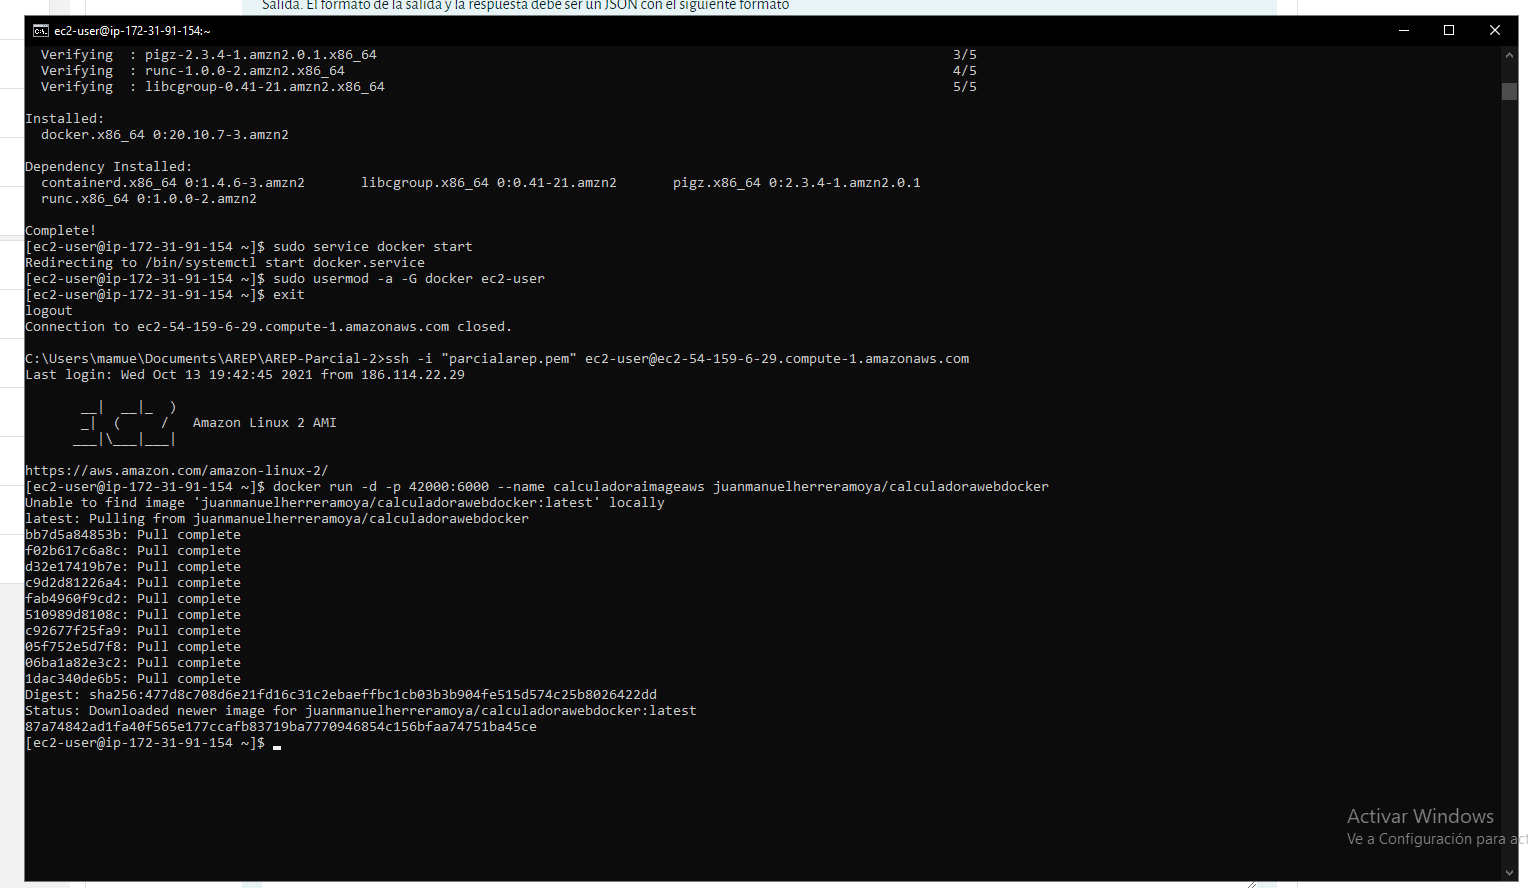 Salida. El formato de la salida y la respuesta debe ser un JSON con el siguiente formato
ec2-user@ip-172-31-91-154:~
Verifying : pigz-2.3.4-1.amzn2.0.1.x86_64 3/5
Verifying : runc-1.0.0-2.amzn2.x86_64 4/5
Verifying : libcgroup-0.41-21.amzn2.x86_64 5/5
Installed:
docker.x86_64 0:20.10.7-3.amzn2
Dependency Installed:
containerd.x86_64 0:1.4.6-3.amzn2 libcgroup.x86_64 0:0.41-21.amzn2 pigz.x86_64 0:2.3.4-1.amzn2.0.1
runc.x86_64 0:1.0.0-2.amzn2
Complete!
[ec2-user@ip-172-31-91-154 ~]$ sudo service docker start
Redirecting to /bin/systemctl start docker.service
[ec2-user@ip-172-31-91-154 ~]$ sudo usermod -a -G docker ec2-user
[ec2-user@ip-172-31-91-154 ~]$ exit
logout
Connection to ec2-54-159-6-29.compute-1.amazonaws.com closed.
C:\Users\mamue\Documents\AREP\AREP-Parcial-2>ssh -i "parcialarep.pem" ec2-user@ec2-54-159-6-29.compute-1.amazonaws.com
Last login: Wed Oct 13 19:42:45 2021 from 186.114.22.29
__|  __|_  )
_|  (     /   Amazon Linux 2 AMI
___|\___|___|
https://aws.amazon.com/amazon-linux-2/
[ec2-user@ip-172-31-91-154 ~]$ docker run -d -p 42000:6000 --name calculadoraimageaws juanmanuelherreramoya/calculadorawebdocker
Unable to find image 'juanmanuelherreramoya/calculadorawebdocker:latest' locally
latest: Pulling from juanmanuelherreramoya/calculadorawebdocker
bb7d5a84853b: Pull complete
f02b617c6a8c: Pull complete
d32e17419b7e: Pull complete
c9d2d81226a4: Pull complete
fab4960f9cd2: Pull complete
510989d8108c: Pull complete
c92677f25fa9: Pull complete
05f752e5d7f8: Pull complete
06ba1a82e3c2: Pull complete
1dac340de6b5: Pull complete
Digest: sha256:477d8c708d6e21fd16c31c2ebaeffbc1cb03b3b904fe515d574c25b8026422dd
Status: Downloaded newer image for juanmanuelherreramoya/calculadorawebdocker:latest
87a74842ad1fa40f565e177ccafb83719ba7770946854c156bfaa74751ba45ce
[ec2-user@ip-172-31-91-154 ~]$
Activar Windows
Ve a Configuración para act